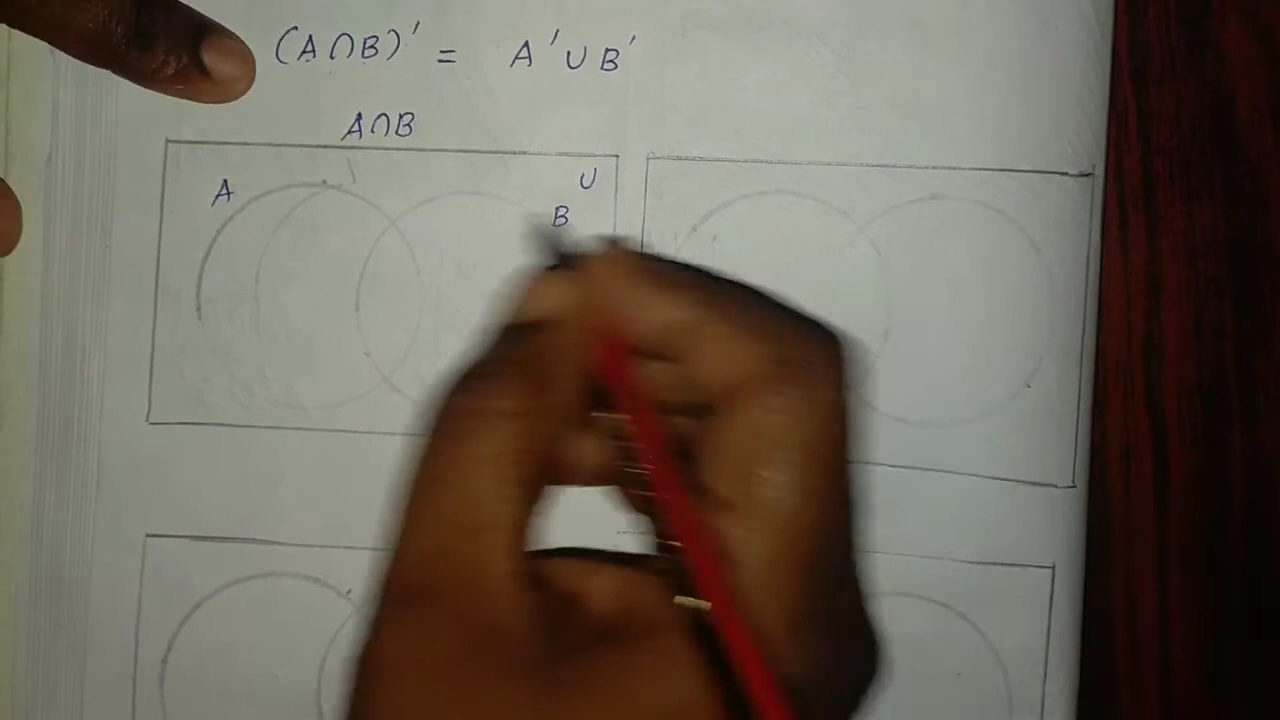 (A∩B)' = A'∪B'
A∩B
A
U
B